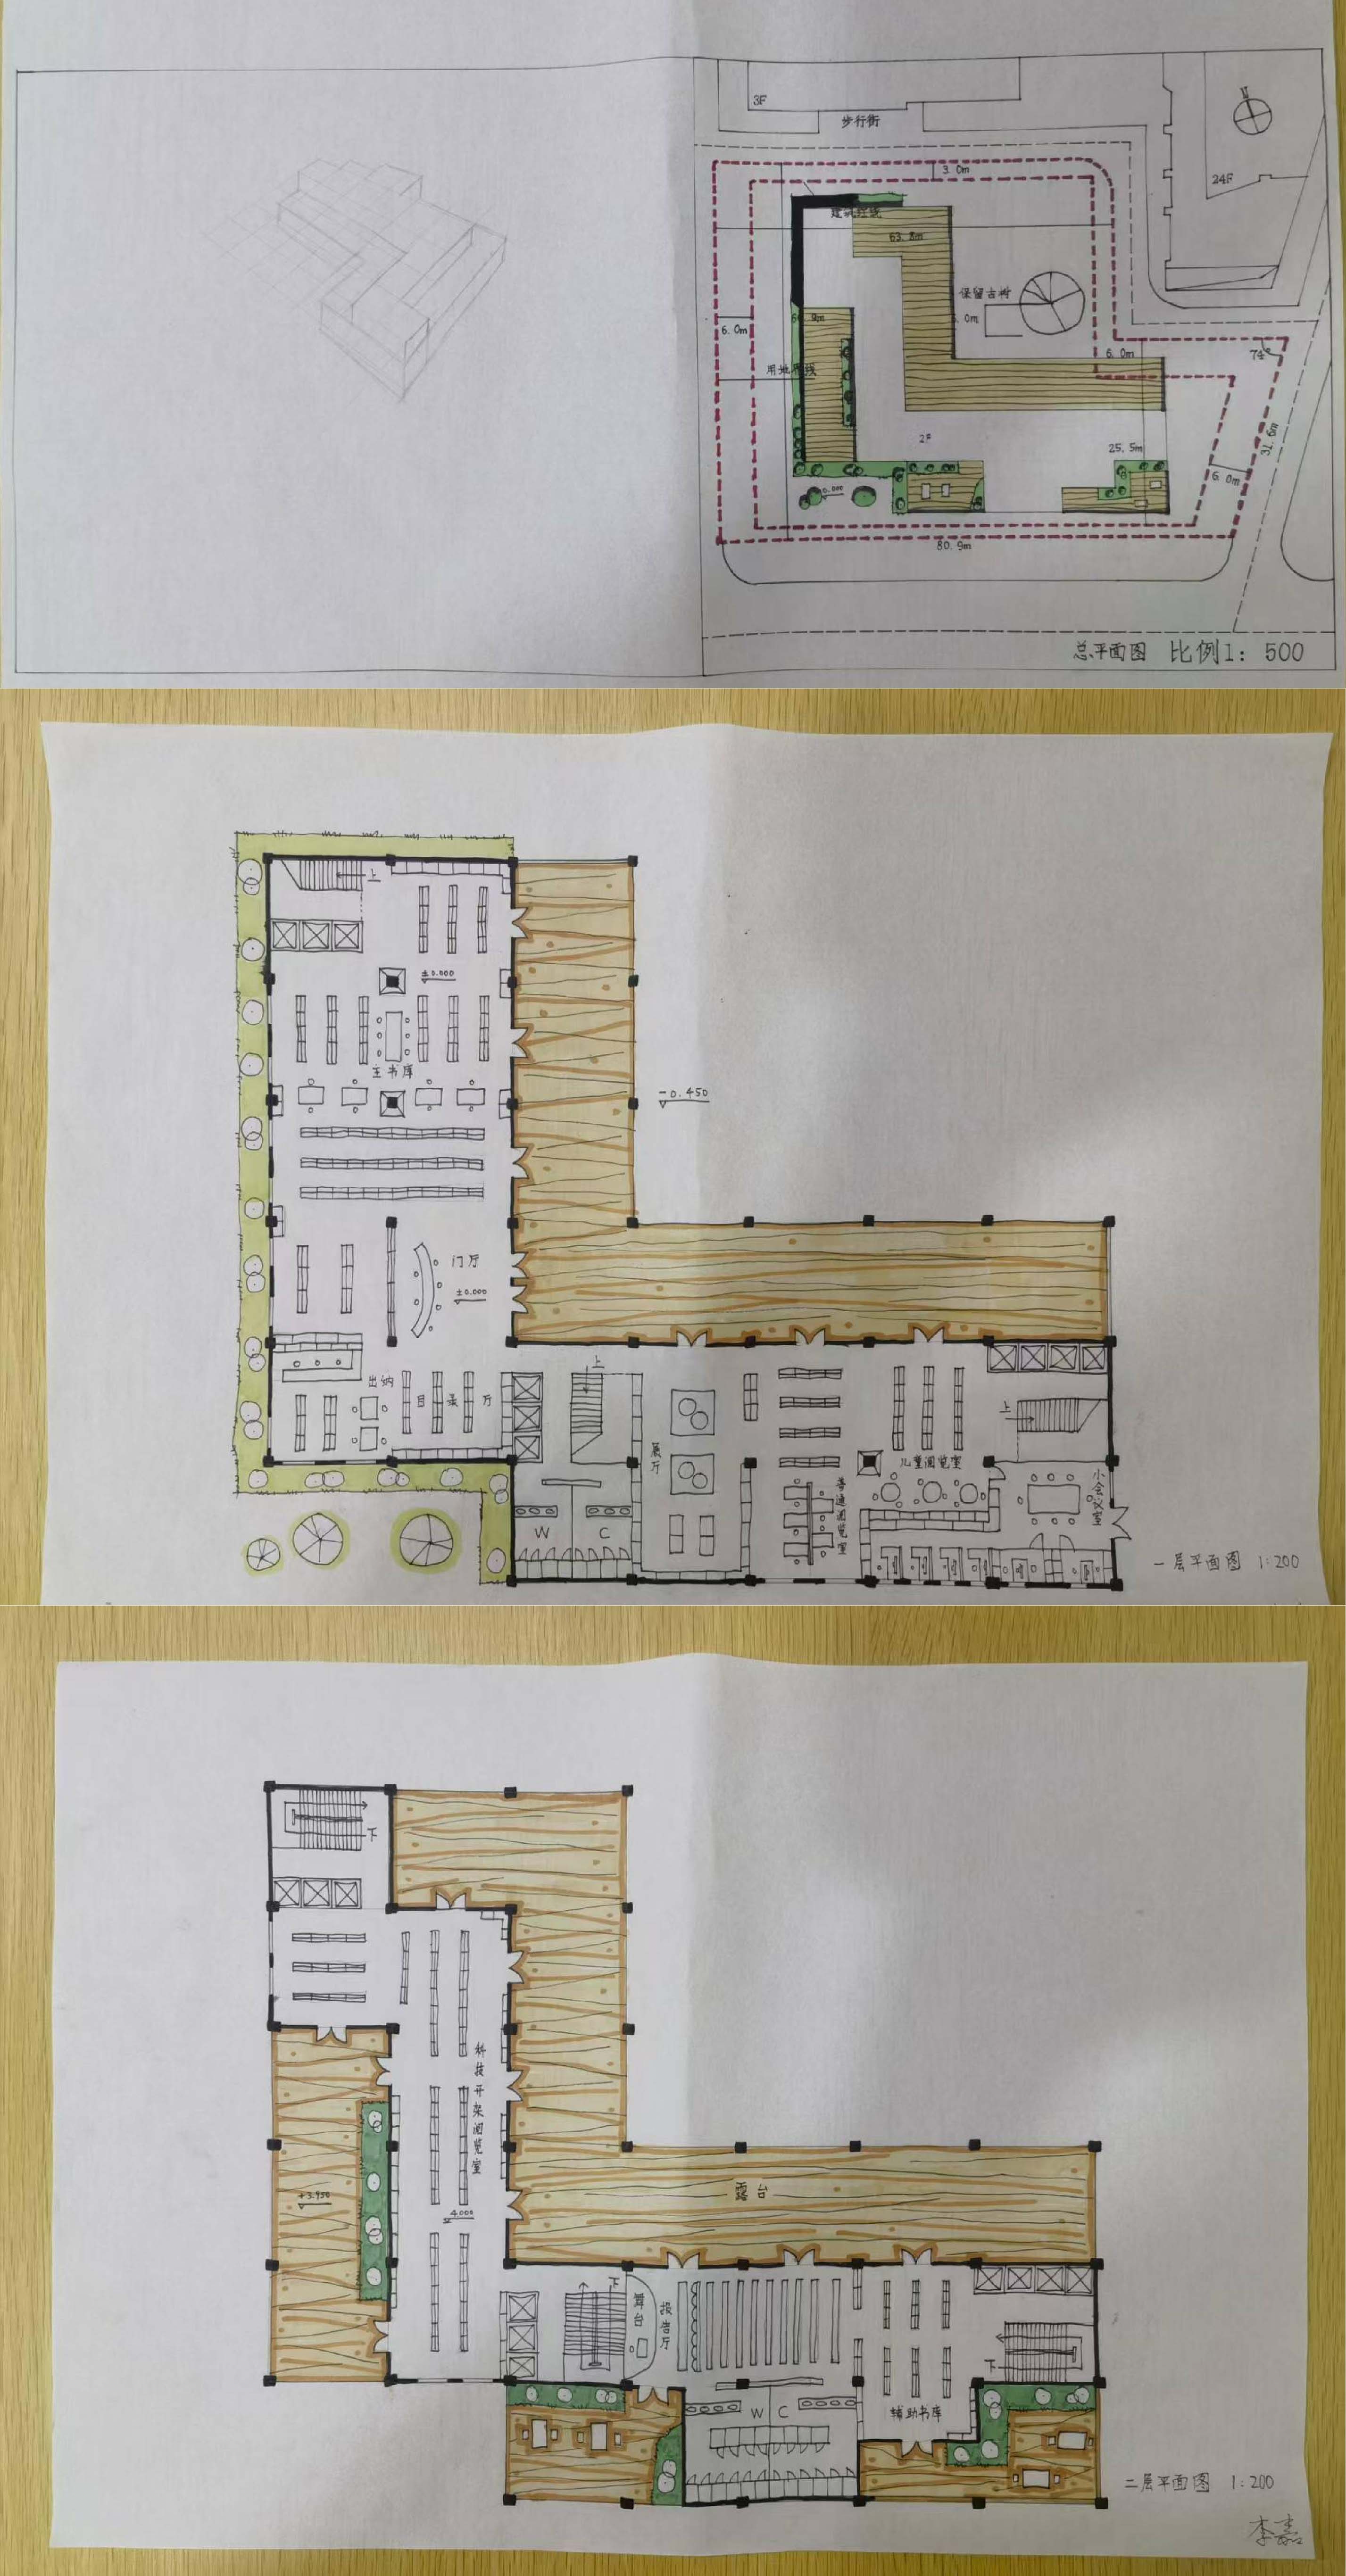 3F
步行街
N
24F
3.0m
建筑红线
63.8m
保留古树
6.0m
6.0m
74°
用地界线
31.6m
2F
25.5m
6.0m
±0.000
80.9m
总平面图 比例1: 500
上
±0.000
主书库
-0.450
门厅
±0.000
出纳
目录厅
上
展厅
上
儿童阅览室
普通阅览室
小会议室
W C
一层平面图 1:200
下
科技开架阅览室
+3.950
4.000
露台
下
舞台
报告厅
下
W C
辅助书库
二层平面图 1:200
李嘉